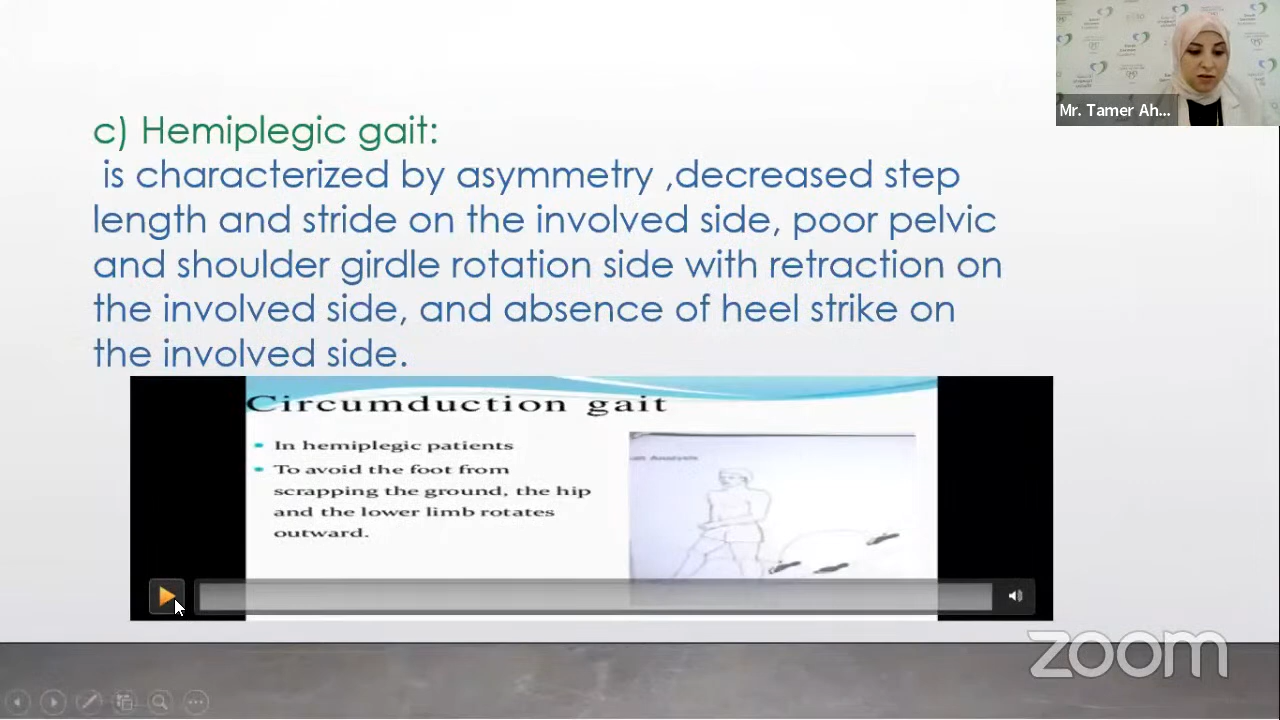 Mr. Tamer Ah...
c) Hemiplegic gait:
is characterized by asymmetry ,decreased step
length and stride on the involved side, poor pelvic
and shoulder girdle rotation side with retraction on
the involved side, and absence of heel strike on
the involved side.
Circumduction gait
• In hemiplegic patients
• To avoid the foot from
scrapping the ground, the hip
and the lower limb rotates
outward.
Analysis
zoom